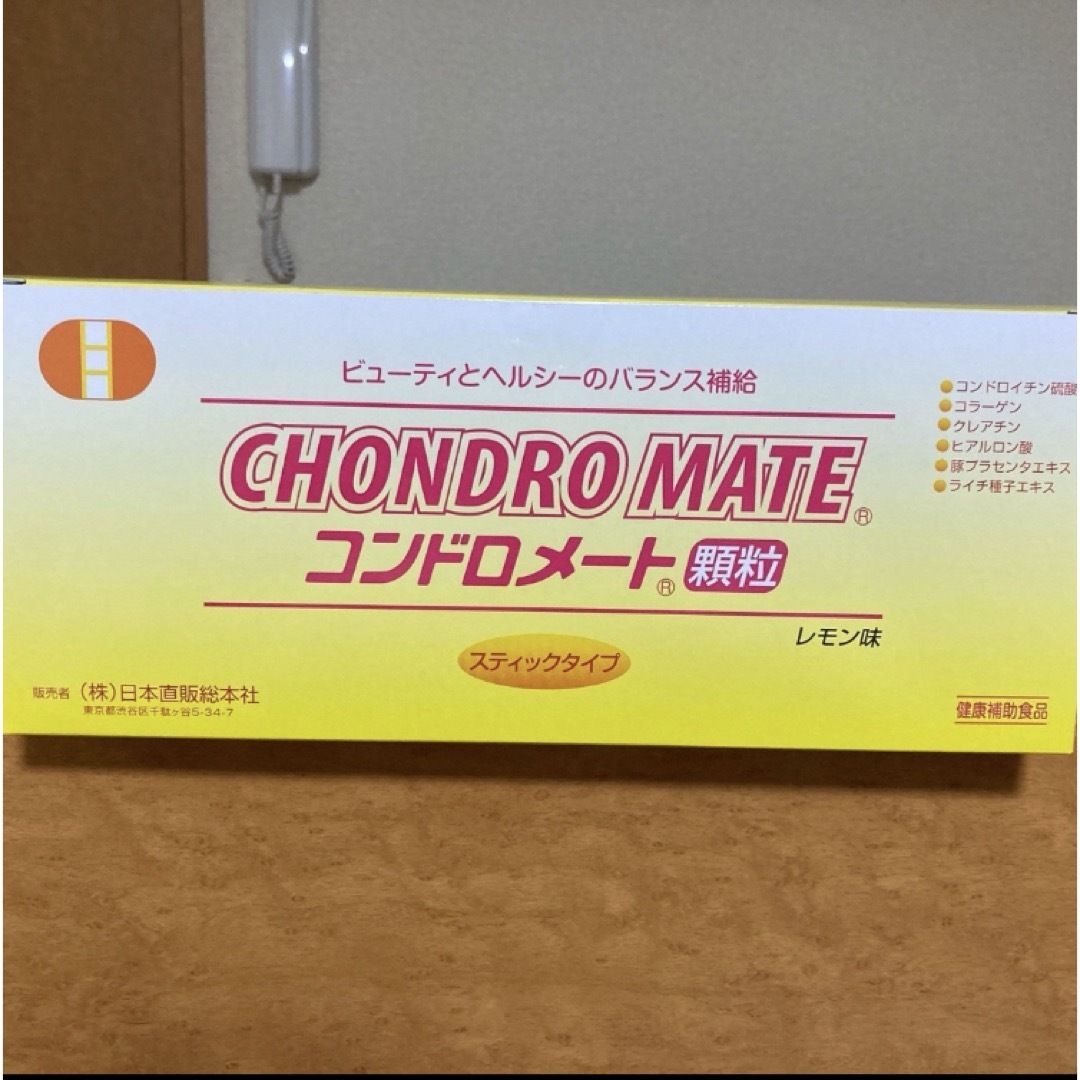 ビューティとヘルシーのバランス補給
CHONDRO MATE®
コンドロメート® 顆粒
レモン味
スティックタイプ
コンドロイチン硫酸
コラーゲン
クレアチン
ヒアルロン酸
豚プラセンタエキス
ライチ種子エキス
販売者 (株)日本直販総本社
東京都渋谷区千駄ヶ谷5-34-7
健康補助食品